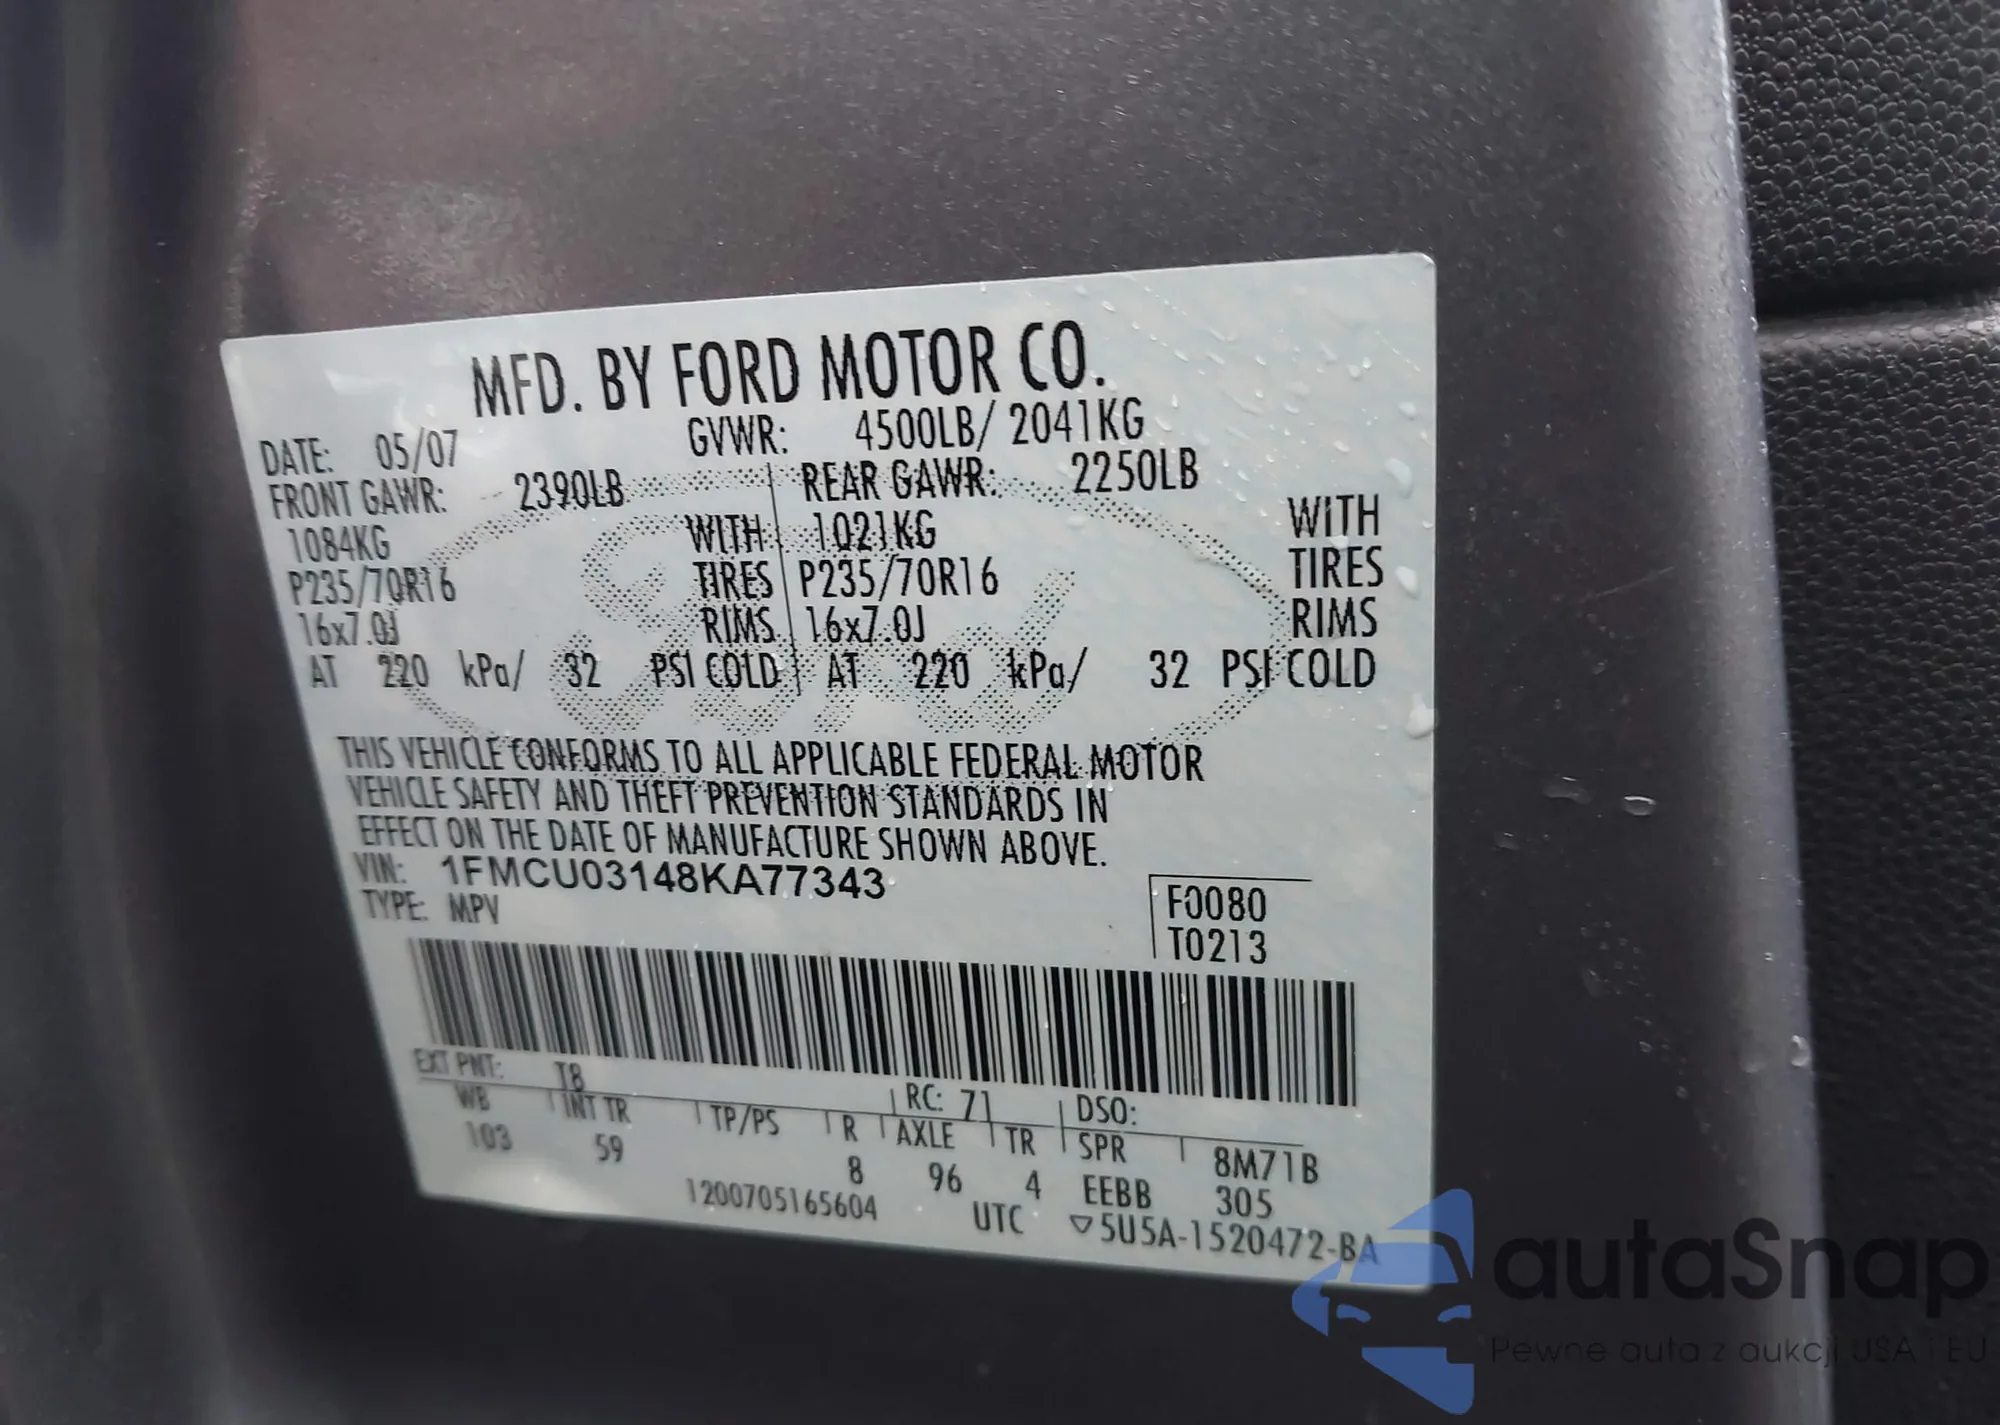 MFD. BY FORD MOTOR CO.
DATE: 05/07 GVWR: 4500LB/ 2041KG
FRONT GAWR: 2390LB REAR GAWR: 2250LB
1084KG WITH 1021KG WITH
P235/70R16 TIRES P235/70R16 TIRES
16x7.0J RIMS 16x7.0J RIMS
AT 220 kPa/ 32 PSI COLD AT 220 kPa/ 32 PSI COLD
Ford
THIS VEHICLE CONFORMS TO ALL APPLICABLE FEDERAL MOTOR
VEHICLE SAFETY AND THEFT PREVENTION STANDARDS IN
EFFECT ON THE DATE OF MANUFACTURE SHOWN ABOVE.
VIN: 1FMCU03148KA77343
TYPE: MPV
F0080
T0213
EXT PNT: T8 RC: 71 DSO:
WB INT TR TP/PS R AXLE TR SPR 8M71B
103 59 8 96 4 EEBB 305
1200705165604 UTC ▽5U5A-1520472-BA
autaSnap
Pewne auta z aukcji USA i EU